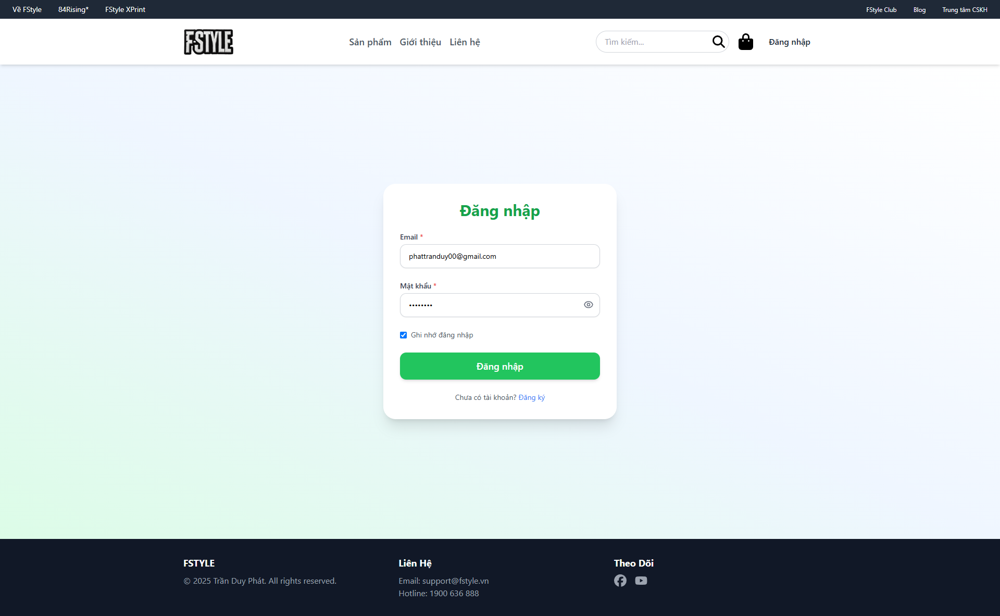 Về FStyle 84Rising* FStyle XPrint FStyle Club Blog Trung tâm CSKH
FSTYLE Sản phẩm Giới thiệu Liên hệ Tìm kiếm... Đăng nhập
Đăng nhập
Email *
phattranduy00@gmail.com
Mật khẩu *
••••••••
Ghi nhớ đăng nhập
Đăng nhập
Chưa có tài khoản? Đăng ký
FSTYLE
© 2025 Trần Duy Phát. All rights reserved.
Liên Hệ
Email: support@fstyle.vn
Hotline: 1900 636 888
Theo Dõi